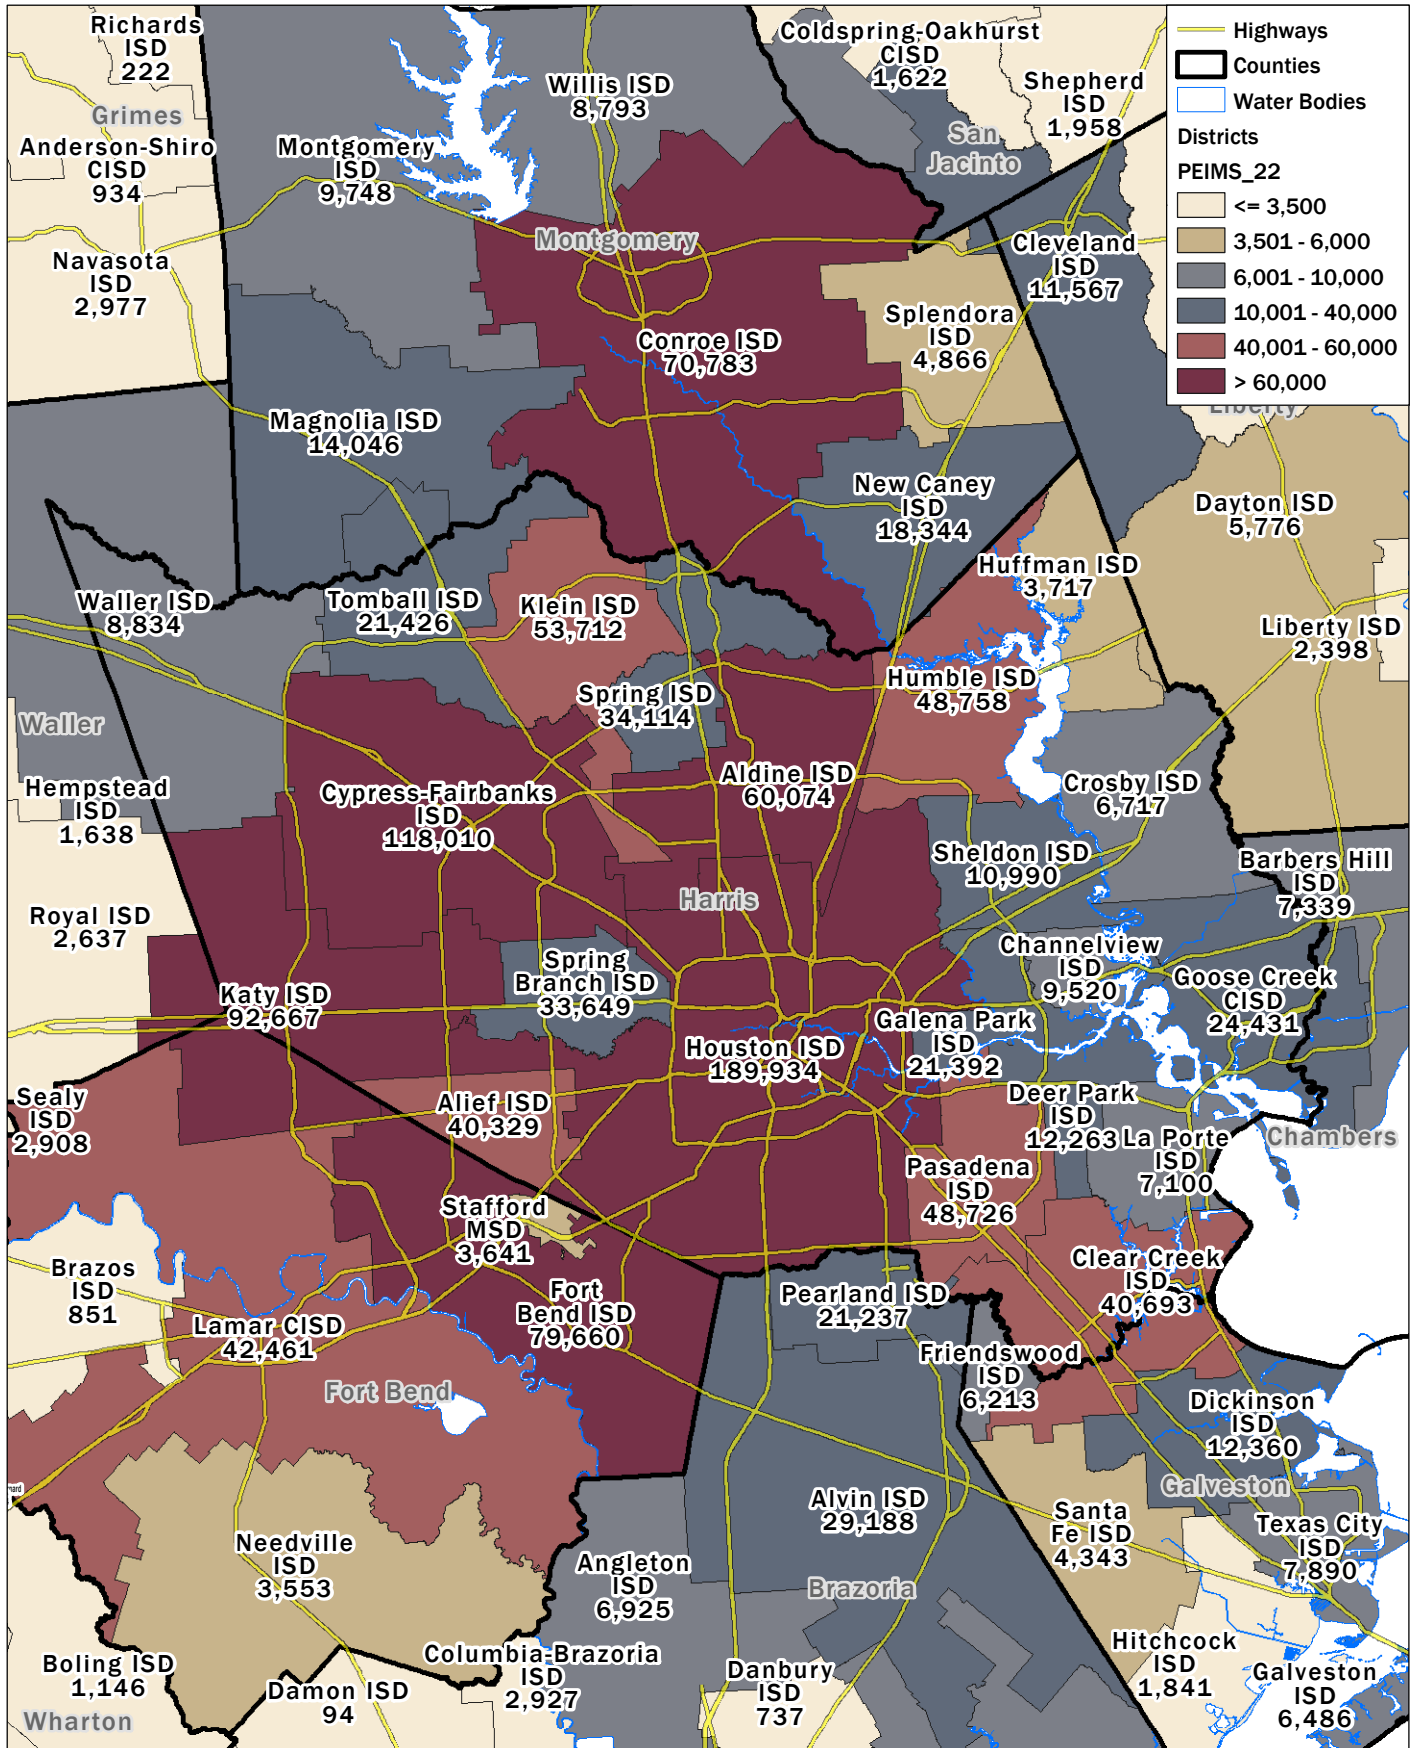 Richards
ISD
222
Grimes
Anderson-Shiro
CISD
934
Navasota
ISD
2,977
Montgomery
ISD
9,748
Willis ISD
8,793
Coldspring-Oakhurst
CISD
1,622
Shepherd
ISD
1,958
San
Jacinto
Highways
Counties
Water Bodies
Districts
PEIMS_22
<= 3,500
3,501 - 6,000
6,001 - 10,000
10,001 - 40,000
40,001 - 60,000
> 60,000
Montgomery
Cleveland
ISD
11,567
Splendora
ISD
4,866
Conroe ISD
70,783
Liberty
Magnolia ISD
14,046
New Caney
ISD
18,344
Dayton ISD
5,776
Huffman ISD
3,717
Waller ISD
8,834
Tomball ISD
21,426
Klein ISD
53,712
Liberty ISD
2,398
Humble ISD
48,758
Spring ISD
34,114
Waller
Hempstead
ISD
1,638
Cypress-Fairbanks
ISD
118,010
Aldine ISD
60,074
Crosby ISD
6,717
Sheldon ISD
10,990
Barbers Hill
ISD
7,339
Harris
Royal ISD
2,637
Spring
Branch ISD
33,649
Channelview
ISD
9,520
Goose Creek
CISD
24,431
Katy ISD
92,667
Galena Park
ISD
21,392
Houston ISD
189,934
Sealy
ISD
2,908
Alief ISD
40,329
Deer Park
ISD
12,263
La Porte
ISD
7,100
Chambers
Pasadena
ISD
48,726
Stafford
MSD
3,641
Brazos
ISD
851
Clear Creek
ISD
40,693
Fort
Bend ISD
79,660
Pearland ISD
21,237
Lamar CISD
42,461
Friendswood
ISD
6,213
Fort Bend
Dickinson
ISD
12,360
Galveston
Alvin ISD
29,188
Santa
Fe ISD
4,343
Texas City
ISD
7,890
Needville
ISD
3,553
Angleton
ISD
6,925
Brazoria
Hitchcock
ISD
1,841
Galveston
ISD
6,486
Boling ISD
1,146
Columbia-Brazoria
ISD
2,927
Danbury
ISD
737
Damon ISD
94
Wharton